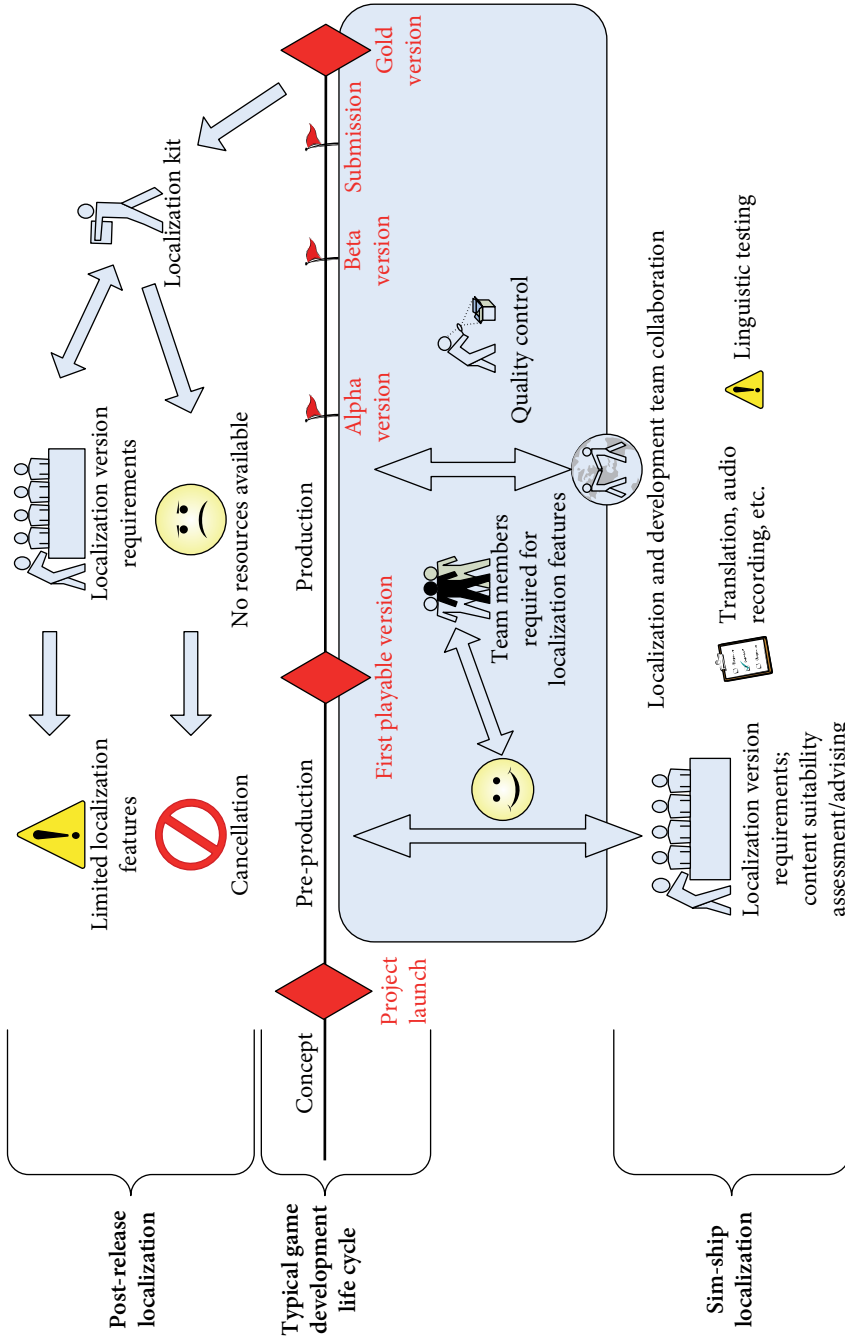 Post-release
localization
Limited localization
features
Localization version
requirements
Cancellation
No resources available
Localization kit
Typical game
development
life cycle
Concept
Pre-production
Production
Project
launch
First playable version
Alpha
version
Beta
version
Submission
Gold
version
Team members
required for
localization features
Quality control
Sim-ship
localization
Localization and development team collaboration
Localization version
requirements;
content suitability
assessment/advising
Translation, audio
recording, etc.
Linguistic testing